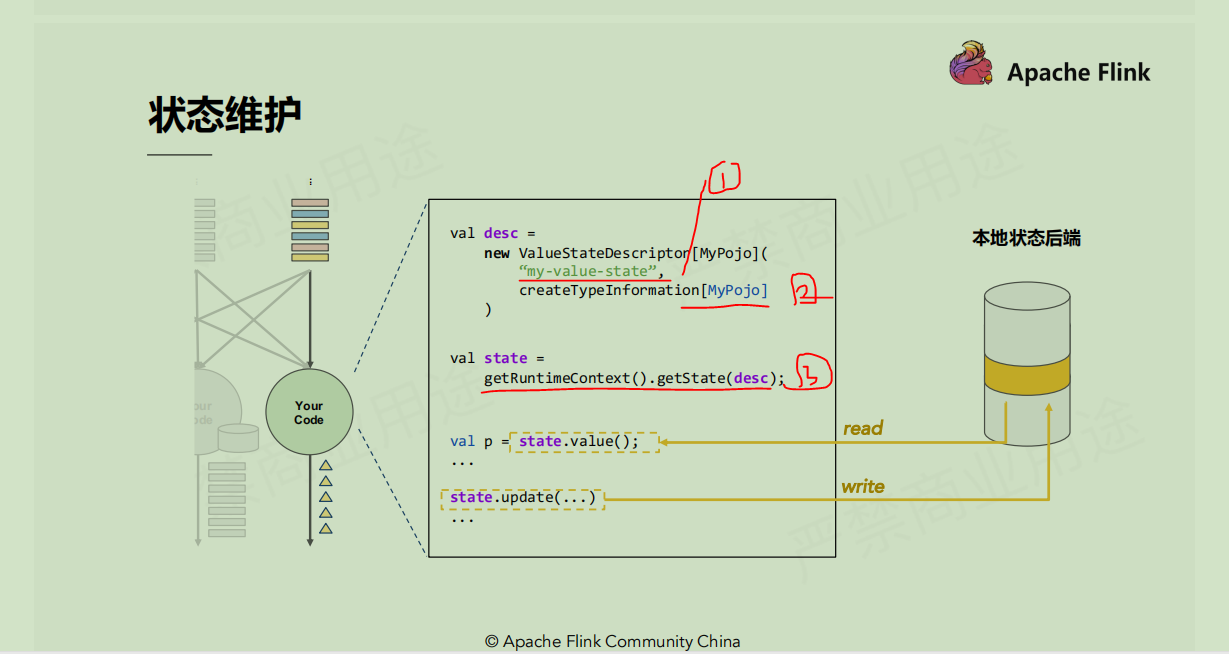 Apache Flink
状态维护
①
val desc =
new ValueStateDescriptor[MyPojo](
“my-value-state”,
createTypeInformation[MyPojo]
2
)
val state =
getRuntimeContext().getState(desc);
3
本地状态后端
Your
Code
val p = state.value();
...
read
state.update(...)
...
write
严禁商业用途
© Apache Flink Community China